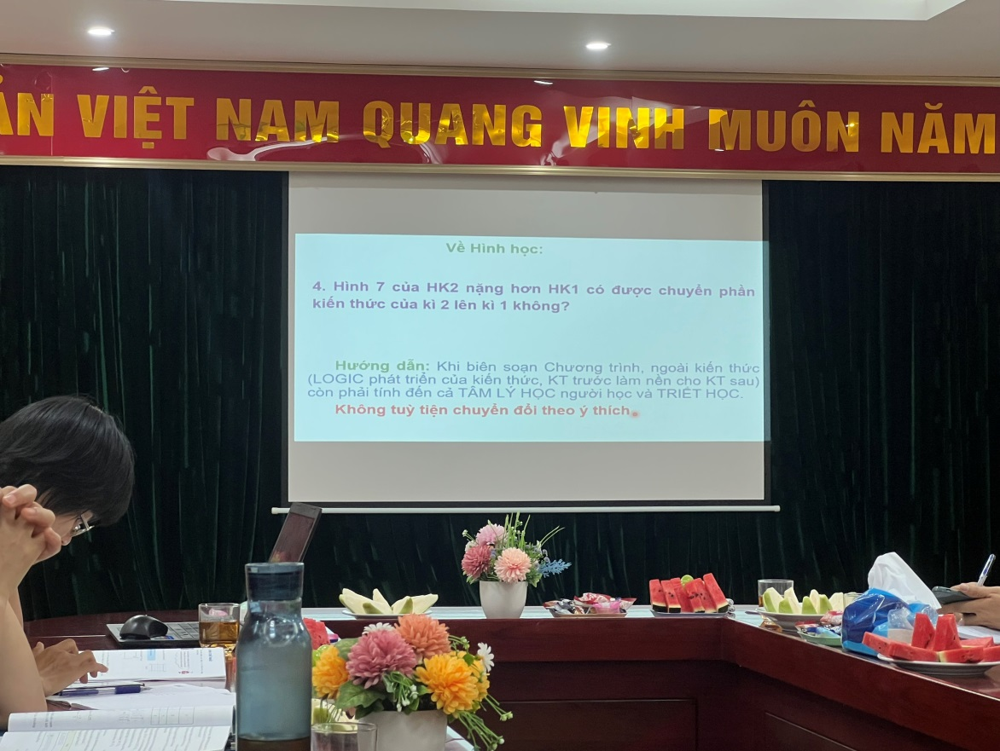 ẢN VIỆT NAM QUANG VINH MUÔN NĂM
Về Hình học:
4. Hình 7 của HK2 nặng hơn HK1 có được chuyển phần
kiến thức của kì 2 lên kì 1 không?
Hướng dẫn: Khi biên soạn Chương trình, ngoài kiến thức
(LOGIC phát triển của kiến thức, KT trước làm nền cho KT sau)
còn phải tính đến cả TÂM LÝ HỌC người học và TRIẾT HỌC.
Không tuỳ tiện chuyển đổi theo ý thích.